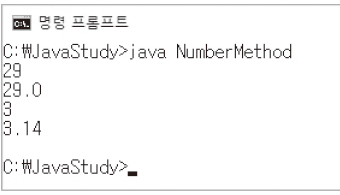 명령 프롬프트
C:₩JavaStudy>java NumberMethod
29
29.0
3
3.14
C:₩JavaStudy>_